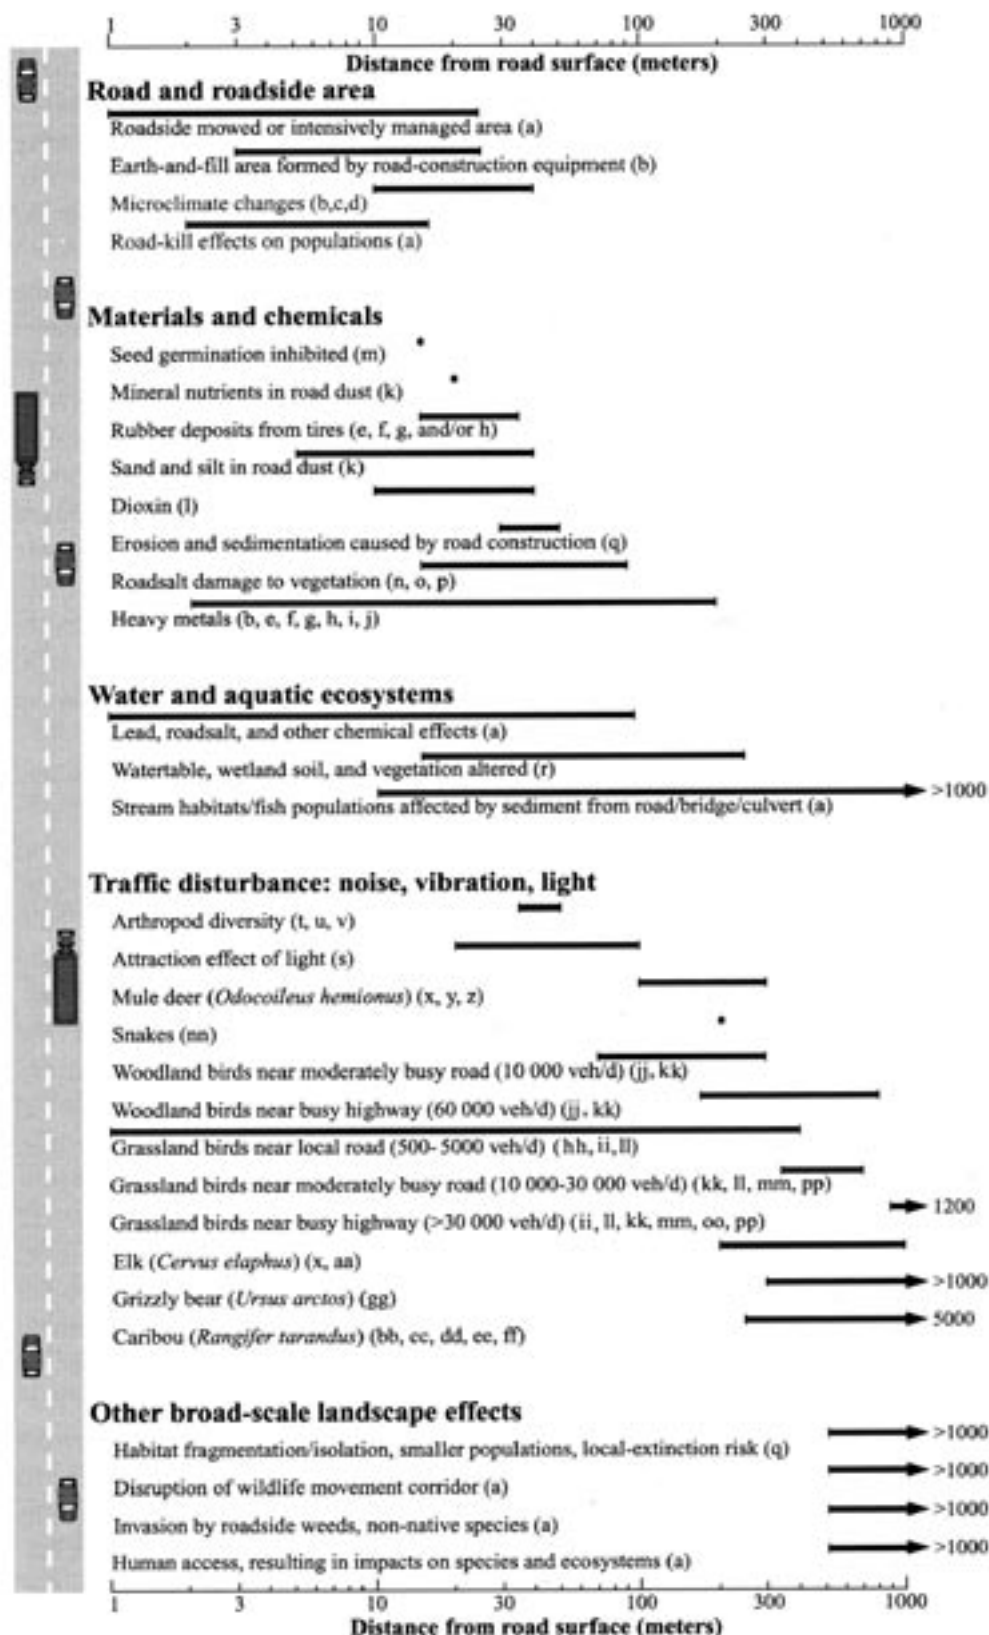 1 3 10 30 100 300 1000
Distance from road surface (meters)
Road and roadside area
Roadside mowed or intensively managed area (a)
Earth-and-fill area formed by road-construction equipment (b)
Microclimate changes (b,c,d)
Road-kill effects on populations (a)
Materials and chemicals
Seed germination inhibited (m)
Mineral nutrients in road dust (k)
Rubber deposits from tires (e, f, g, and/or h)
Sand and silt in road dust (k)
Dioxin (l)
Erosion and sedimentation caused by road construction (q)
Roadsalt damage to vegetation (n, o, p)
Heavy metals (b, e, f, g, h, i, j)
Water and aquatic ecosystems
Lead, roadsalt, and other chemical effects (a)
Watertable, wetland soil, and vegetation altered (r)
>1000
Stream habitats/fish populations affected by sediment from road/bridge/culvert (a)
Traffic disturbance: noise, vibration, light
Arthropod diversity (t, u, v)
Attraction effect of light (s)
Mule deer (Odocoileus hemionus) (x, y, z)
Snakes (nn)
Woodland birds near moderately busy road (10 000 veh/d) (jj, kk)
Woodland birds near busy highway (60 000 veh/d) (jj, kk)
Grassland birds near local road (500- 5000 veh/d) (hh, ii, ll)
Grassland birds near moderately busy road (10 000-30 000 veh/d) (kk, ll, mm, pp)
1200
Grassland birds near busy highway (>30 000 veh/d) (ii, ll, kk, mm, oo, pp)
Elk (Cervus elaphus) (x, aa)
>1000
Grizzly bear (Ursus arctos) (gg)
5000
Caribou (Rangifer tarandus) (bb, cc, dd, ee, ff)
Other broad-scale landscape effects
>1000
Habitat fragmentation/isolation, smaller populations, local-extinction risk (q)
>1000
Disruption of wildlife movement corridor (a)
>1000
Invasion by roadside weeds, non-native species (a)
>1000
Human access, resulting in impacts on species and ecosystems (a)
1 3 10 30 100 300 1000
Distance from road surface (meters)